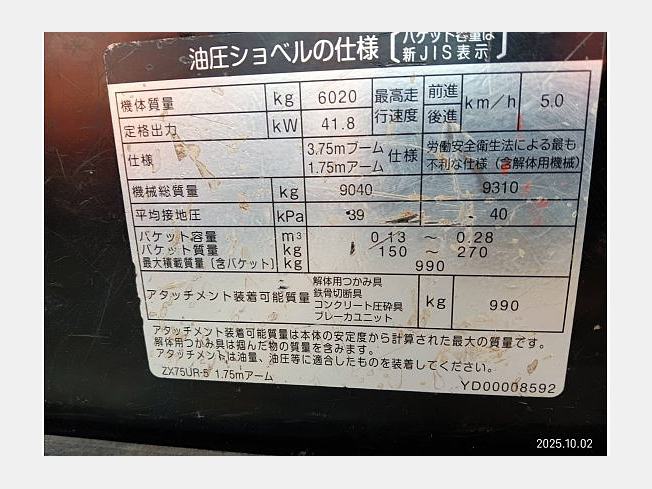 油圧ショベルの仕様 バケット容量は
新JIS表示
機体質量 kg 6020 最高走行速度 前進 後進 km/h 5.0
定格出力 kW 41.8
仕様 3.75mブーム 1.75mアーム 仕様 労働安全衛生法による最も不利な仕様(含解体用機械)
機械総質量 kg 9040 9310
平均接地圧 kPa 39 40
バケット容量 m³ 0.13 ~ 0.28
バケット質量 kg 150 ~ 270
最大積載質量(含バケット) kg 990
アタッチメント装着可能質量 解体用つかみ具 鉄骨切断具 コンクリート圧砕具 ブレーカユニット kg 990
アタッチメント装着可能質量は本体の安定度から計算された最大の質量です。
解体用つかみ具は掴んだ物の質量を含みます。
アタッチメントは油量、油圧等に適合したものを装着してください。
ZX75UR-5 1.75mアーム YD00008592
2025.10.02